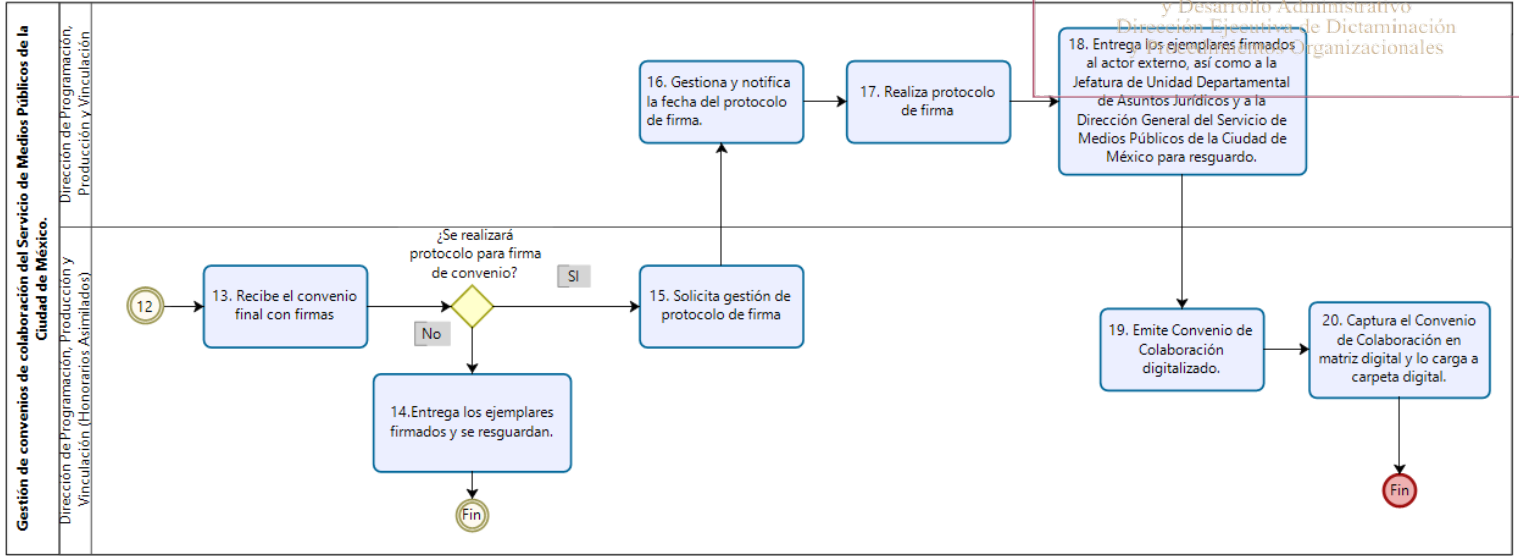 y Desarrollo Administrativo
Dirección Ejecutiva de Dictaminación
y Procedimientos Organizacionales
Gestión de convenios de colaboración del Servicio de Medios Públicos de la
Ciudad de México.
Dirección de Programación,
Producción y Vinculación
16. Gestiona y notifica
la fecha del protocolo
de firma.
17. Realiza protocolo
de firma
18. Entrega los ejemplares firmados
al actor externo, así como a la
Jefatura de Unidad Departamental
de Asuntos Jurídicos y a la
Dirección General del Servicio de
Medios Públicos de la Ciudad de
México para resguardo.
Dirección de Programación, Producción y
Vinculación (Honorarios Asimilados)
12
13. Recibe el convenio
final con firmas
¿Se realizará
protocolo para firma
de convenio?
SI
No
14.Entrega los ejemplares
firmados y se resguardan.
Fin
15. Solicita gestión de
protocolo de firma
19. Emite Convenio de
Colaboración
digitalizado.
20. Captura el Convenio
de Colaboración en
matriz digital y lo carga a
carpeta digital.
Fin